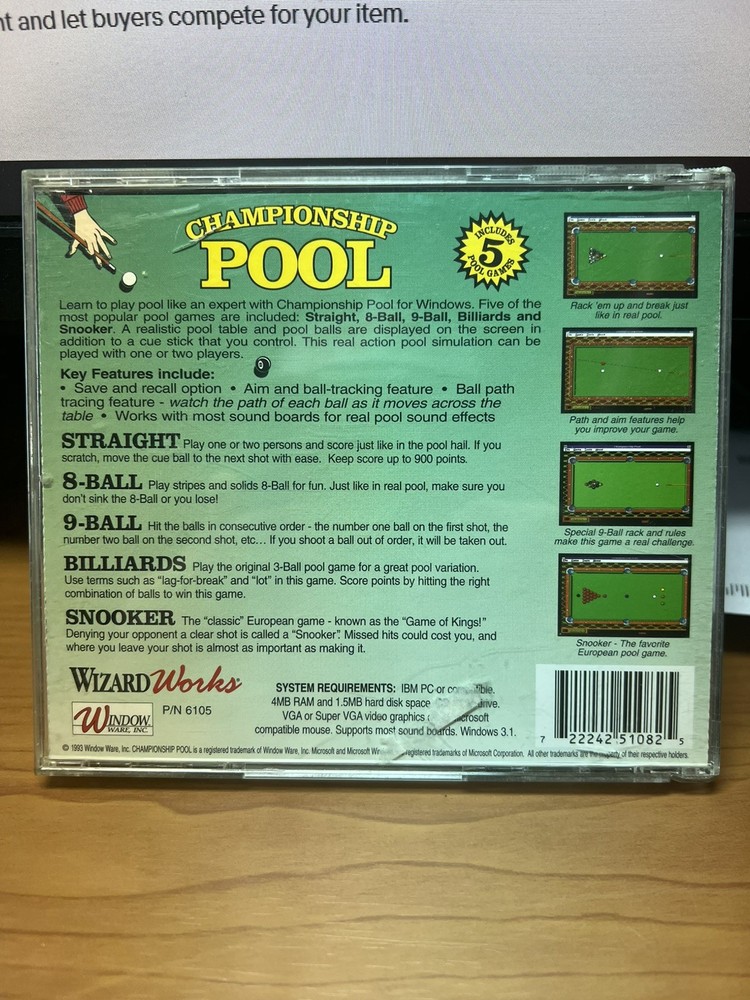 nt and let buyers compete for your item.
CHAMPIONSHIP
POOL
INCLUDES
5
POOL GAMES
Learn to play pool like an expert with Championship Pool for Windows. Five of the
most popular pool games are included: Straight, 8-Ball, 9-Ball, Billiards and
Snooker. A realistic pool table and pool balls are displayed on the screen in
addition to a cue stick that you control. This real action pool simulation can be
played with one or two players.
Key Features include:
• Save and recall option • Aim and ball-tracking feature • Ball path
tracing feature - watch the path of each ball as it moves across the
table • Works with most sound boards for real pool sound effects
STRAIGHT Play one or two persons and score just like in the pool hall. If you
scratch, move the cue ball to the next shot with ease. Keep score up to 900 points.
8-BALL Play stripes and solids 8-Ball for fun. Just like in real pool, make sure you
don't sink the 8-Ball or you lose!
9-BALL Hit the balls in consecutive order - the number one ball on the first shot, the
number two ball on the second shot, etc... If you shoot a ball out of order, it will be taken out.
BILLIARDS Play the original 3-Ball pool game for a great pool variation.
Use terms such as "lag-for-break" and "lot" in this game. Score points by hitting the right
combination of balls to win this game.
SNOOKER The "classic" European game - known as the "Game of Kings!"
Denying your opponent a clear shot is called a "Snooker". Missed hits could cost you, and
where you leave your shot is almost as important as making it.
Rack 'em up and break just
like in real pool.
Path and aim features help
you improve your game.
Special 9-Ball rack and rules
make this game a real challenge.
Snooker - The favorite
European pool game.
WIZARDWorks
WINDOW
WARE, INC.
P/N 6105
SYSTEM REQUIREMENTS: IBM PC or
4MB RAM and 1.5MB hard disk space drive.
VGA or Super VGA video graphics
compatible mouse. Supports most sound boards. Windows 3.1.
7 22242 51082 5
© 1993 Window Ware, Inc. CHAMPIONSHIP POOL is a registered trademark of Window Ware, Inc. Microsoft and Microsoft registered trademarks of Microsoft Corporation. All other trademarks are the property of their respective holders.